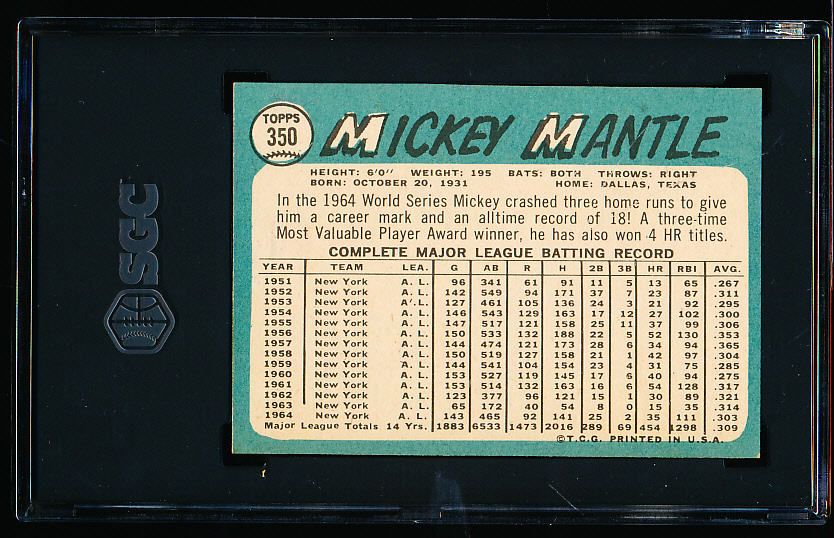 SGC
TOPPS
350
MICKEY MANTLE
HEIGHT: 6'0" WEIGHT: 195 BATS: BOTH THROWS: RIGHT
BORN: OCTOBER 20, 1931 HOME: DALLAS, TEXAS
In the 1964 World Series Mickey crashed three home runs to give
him a career mark and an alltime record of 18! A three-time
Most Valuable Player Award winner, he has also won 4 HR titles.
COMPLETE MAJOR LEAGUE BATTING RECORD
YEAR TEAM LEA. G AB R H 2B 3B HR RBI AVG.
1951 New York A. L. 96 341 61 91 11 5 13 65 .267
1952 New York A. L. 142 549 94 171 37 7 23 87 .311
1953 New York A. L. 127 461 105 136 24 3 21 92 .295
1954 New York A. L. 146 543 129 163 17 12 27 102 .300
1955 New York A. L. 147 517 121 158 25 11 37 99 .306
1956 New York A. L. 150 533 132 188 22 5 52 130 .353
1957 New York A. L. 144 474 121 173 28 6 34 94 .365
1958 New York A. L. 150 519 127 158 21 1 42 97 .304
1959 New York A. L. 144 541 104 154 23 4 31 75 .285
1960 New York A. L. 153 527 119 145 17 6 40 94 .275
1961 New York A. L. 153 514 132 163 16 6 54 128 .317
1962 New York A. L. 123 377 96 121 15 1 30 89 .321
1963 New York A. L. 65 172 40 54 8 0 15 35 .314
1964 New York A. L. 143 465 92 141 25 2 35 111 .303
Major League Totals 14 Yrs. 1883 6533 1473 2016 289 69 454 1298 .309
©T.C.G. PRINTED IN U.S.A.